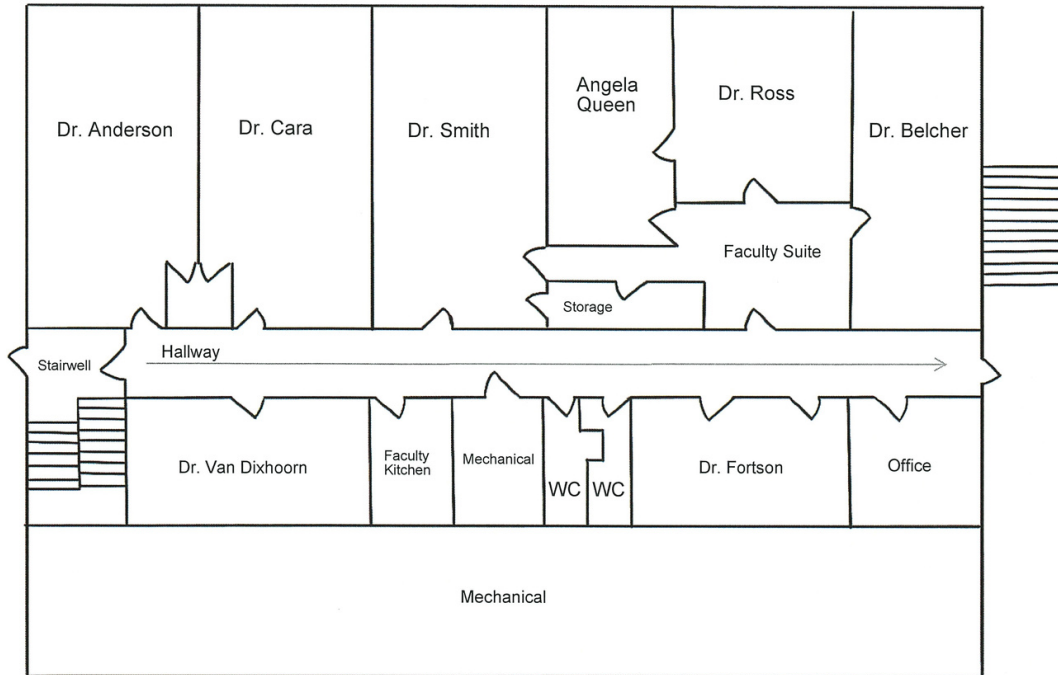 Angela
Queen
Dr. Ross
Dr. Anderson
Dr. Cara
Dr. Smith
Dr. Belcher
Faculty Suite
Storage
Hallway
Stairwell
Dr. Van Dixhoorn
Faculty
Kitchen
Mechanical
WC
WC
Dr. Fortson
Office
Mechanical